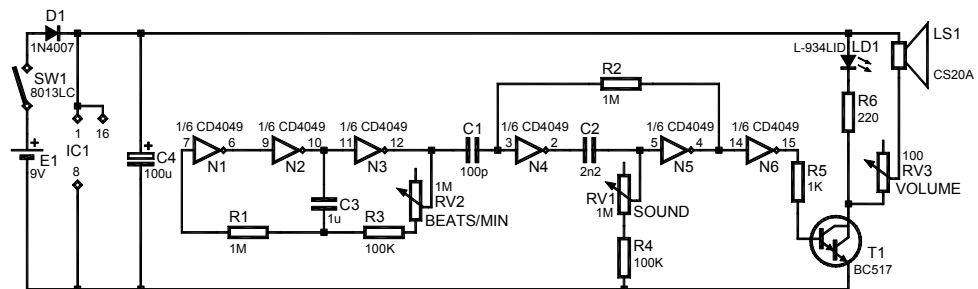 D1
1N4007
SW1
8013LC
E1
9V
1
16
IC1
8
C4
100u
1/6 CD4049
7
6
N1
1/6 CD4049
9
10
N2
1/6 CD4049
11
12
N3
C3
1u
R1
1M
R3
100K
1M
RV2
BEATS/MIN
C1
100p
R2
1M
1/6 CD4049
3
2
N4
C2
2n2
RV1
1M
SOUND
R4
100K
1/6 CD4049
5
4
N5
1/6 CD4049
14
15
N6
R5
1K
L-934LID
LD1
R6
220
LS1
CS20A
100
RV3
VOLUME
T1
BC517